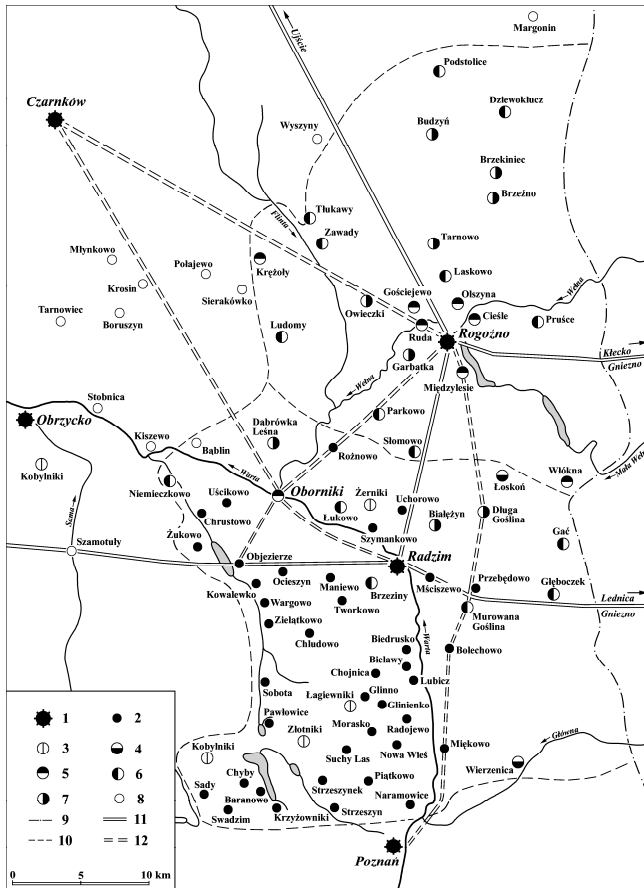 Margonin
Ujście
Podstolice
Czarnków
Dziewoklucz
Wyszyny
Budzyń
Brzekiniec
Brzeźno
Flinta
Tłukawy
Zawady
Tarnowo
Młynkowo
Połajewo
Krężoły
Laskowo
Wełna
Krosin
Sierakówko
Gościejewo
Olszyna
Owieczki
Cieśle
Prusce
Tarnowiec
Boruszyn
Ludomy
Ruda
Rogoźno
Garbatka
Kłecko
Gniezno
Międzylesie
Wełna
Stobnica
Parkowo
Obrzycko
Dąbrówka
Leśna
Kiszewo
Bąblin
Rożnowo
Słomowo
Mała Weł
Kobylniki
Warta
Łoskoń
Włókna
Niemieczkowo
Uścikowo
Oborniki
Żerniki
Uchorowo
Sama
Chrustowo
Łukowo
Białężyn
Długa
Goślina
Szymankowo
Gać
Żukowo
Szamotuły
Objezierze
Radzim
Ocieszyn
Maniewo
Mściszewo
Przebędowo
Głęboczek
Kowalewko
Brzeziny
Lednica
Gniezno
Wargowo
Tworkowo
Murowana
Goślina
Zielątkowo
Chludowo
Biedrusko
Warta
Bolechowo
Bielawy
Chojnica
Lubicz
Sobota
Łagiewniki
Glinno
Glinienko
Pawłowice
Morasko
Radojewo
Złotniki
Główna
Kobylniki
Suchy Las
Nowa Wieś
Miękowo
Wierzenica
Chyby
Strzeszynek
Piątkowo
Sady
Baranowo
Naramowice
Swadzim
Krzyżowniki
Strzeszyn
Poznań
1 2
3 4
5 6
7 8
9 11
10 12
0 5 10 km